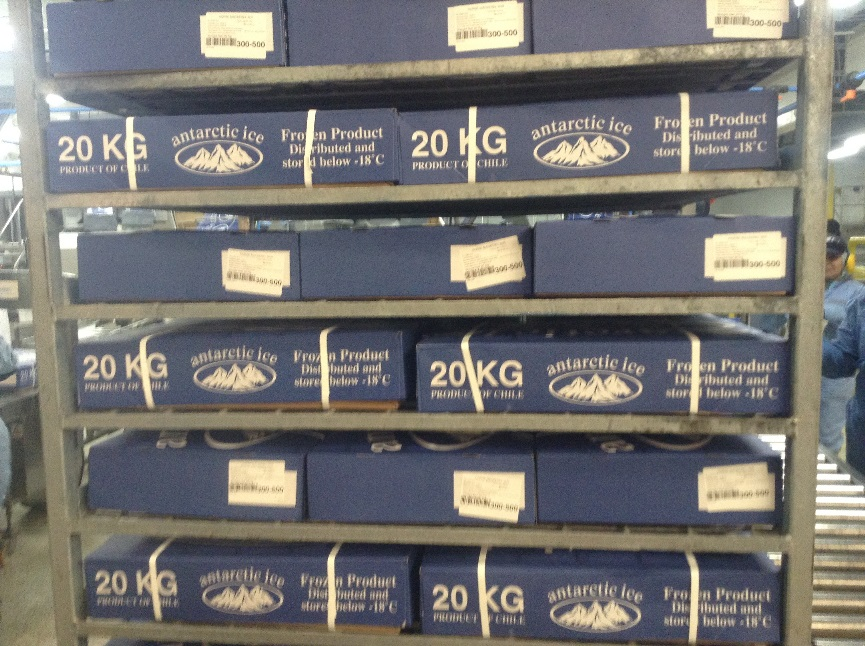 300-500
300-500
300-500
20 KG
PRODUCT OF CHILE
antarctic ice
Frozen Product
Distributed and
stored below -18°C
20 KG
PRODUCT OF CHILE
antarctic ice
Frozen Product
Distributed and
stored below -18°C
300-500
300-500
300-500
20 KG
PRODUCT OF CHILE
antarctic ice
Frozen Product
Distributed and
stored below -18°C
20 KG
PRODUCT OF CHILE
antarctic ice
Frozen Product
Distributed and
stored below -18°C
300-500
300-500
300-500
20 KG
PRODUCT OF CHILE
antarctic ice
Frozen Product
Distributed and
stored below -18°C
20 KG
PRODUCT OF CHILE
antarctic ice
Frozen Product
Distributed and
stored below -18°C